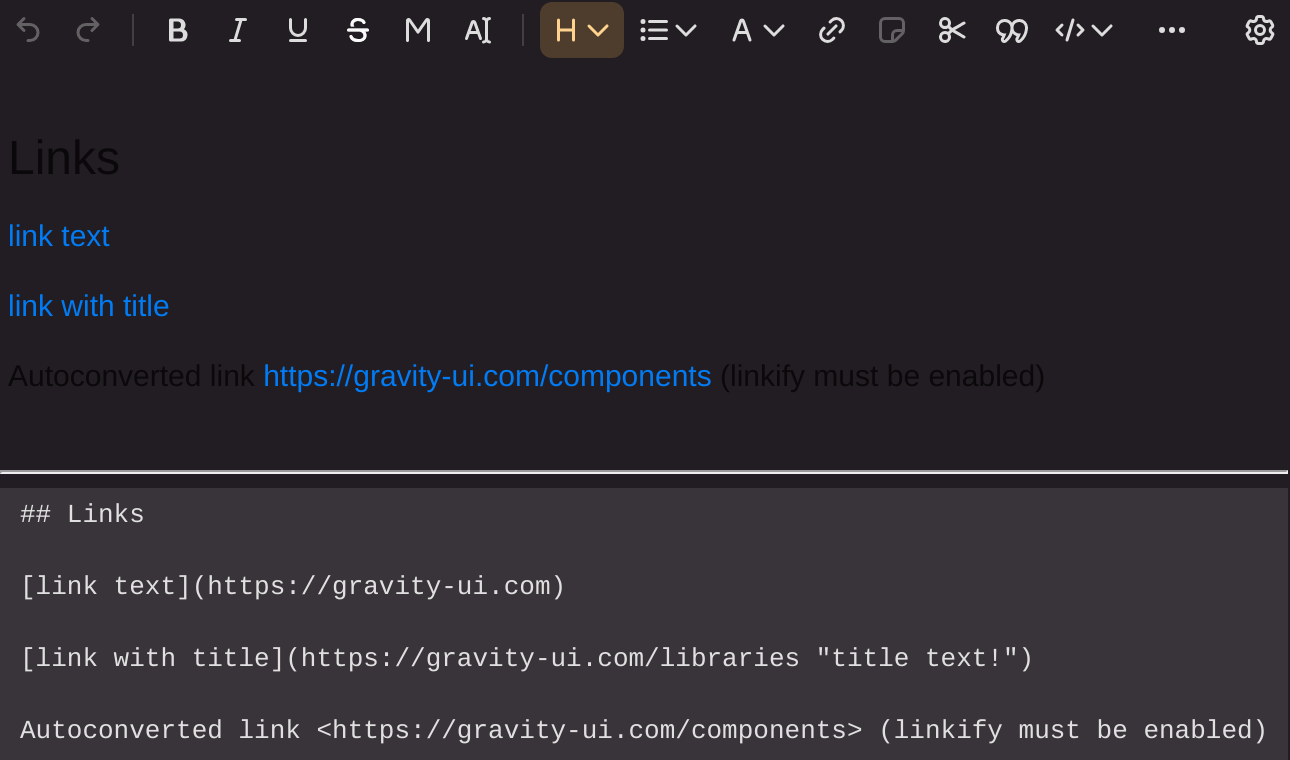 Links
link text
link with title
Autoconverted link https://gravity-ui.com/components (linkify must be enabled)
## Links
[link text](https://gravity-ui.com)
[link with title](https://gravity-ui.com/libraries "title text!")
Autoconverted link <https://gravity-ui.com/components> (linkify must be enabled)